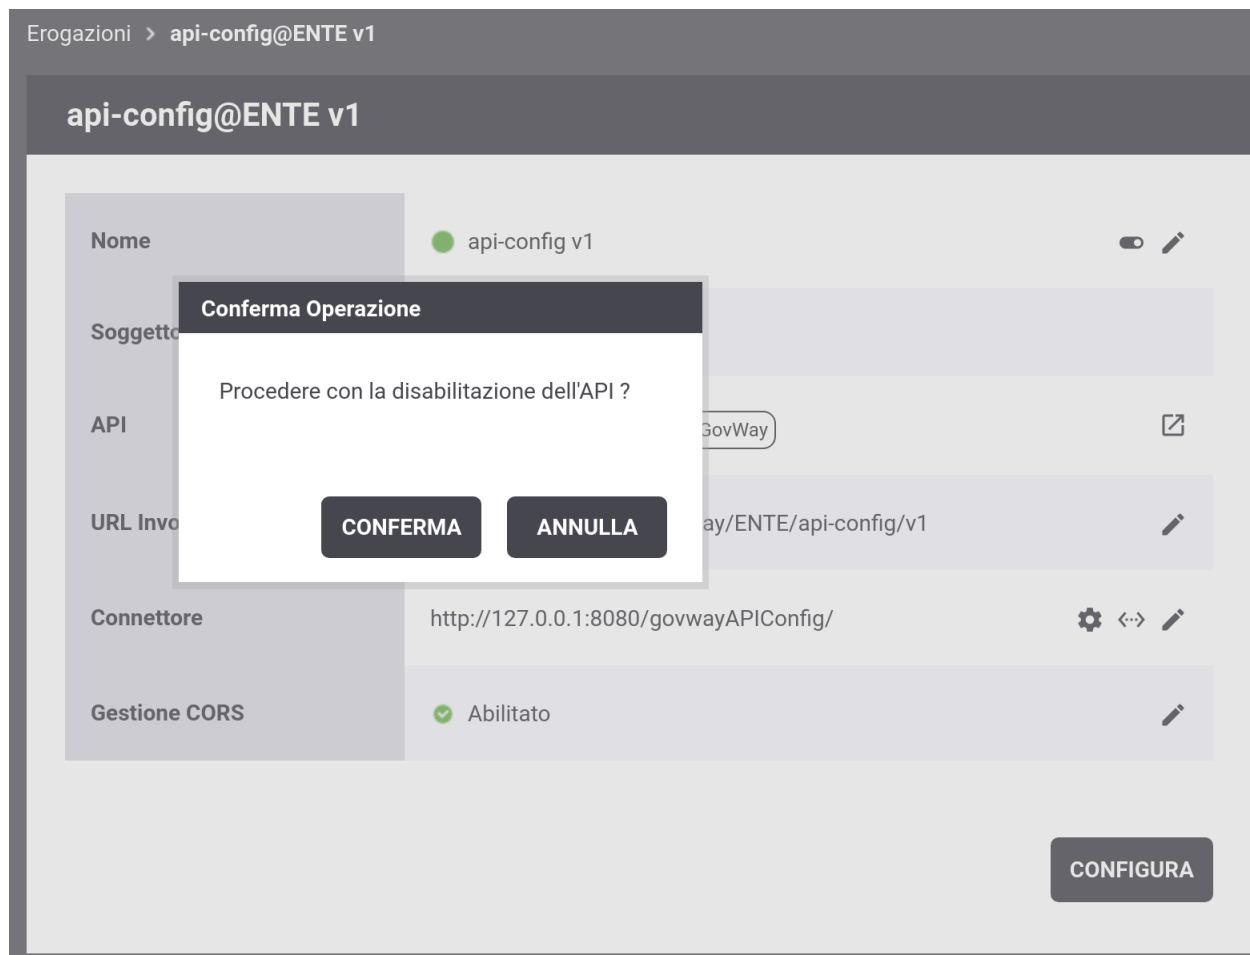 Erogazioni > api-config@ENTE v1
api-config@ENTE v1
Nome api-config v1
Conferma Operazione
Soggetto
Procedere con la disabilitazione dell'API ?
API GovWay
URL ay/ENTE/api-config/v1
CONFERMA ANNULLA
Connettore http://127.0.0.1:8080/govwayAPIConfig/
Gestione CORS Abilitato
CONFIGURA